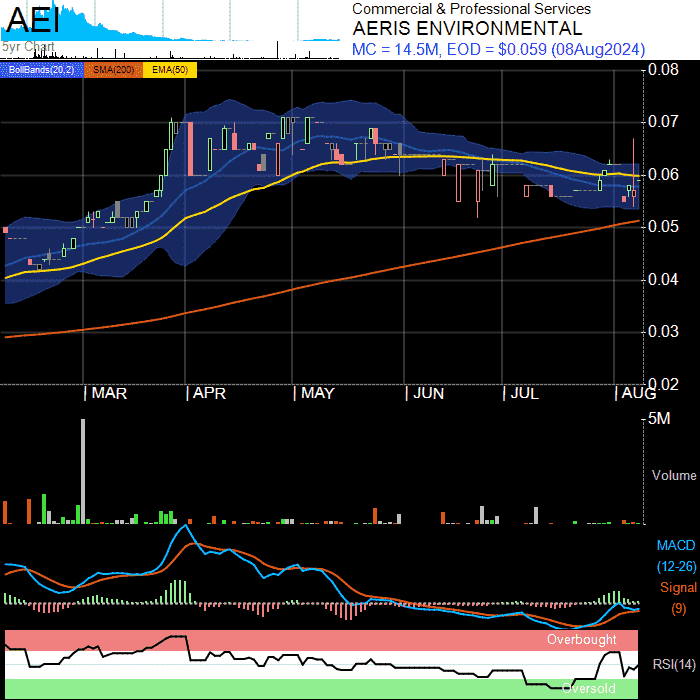 AEI
5yr Chart
Commercial & Professional Services
AERIS ENVIRONMENTAL
MC = 14.5M, EOD = $0.059 (08Aug2024)
BollBands(20,2) SMA(200) EMA(50)
0.08
0.07
0.06
0.05
0.04
0.03
0.02
| MAR | APR | MAY | JUN | JUL | AUG
5M
Volume
MACD
(12-26)
Signal
(9)
Overbought
RSI(14)
Oversold